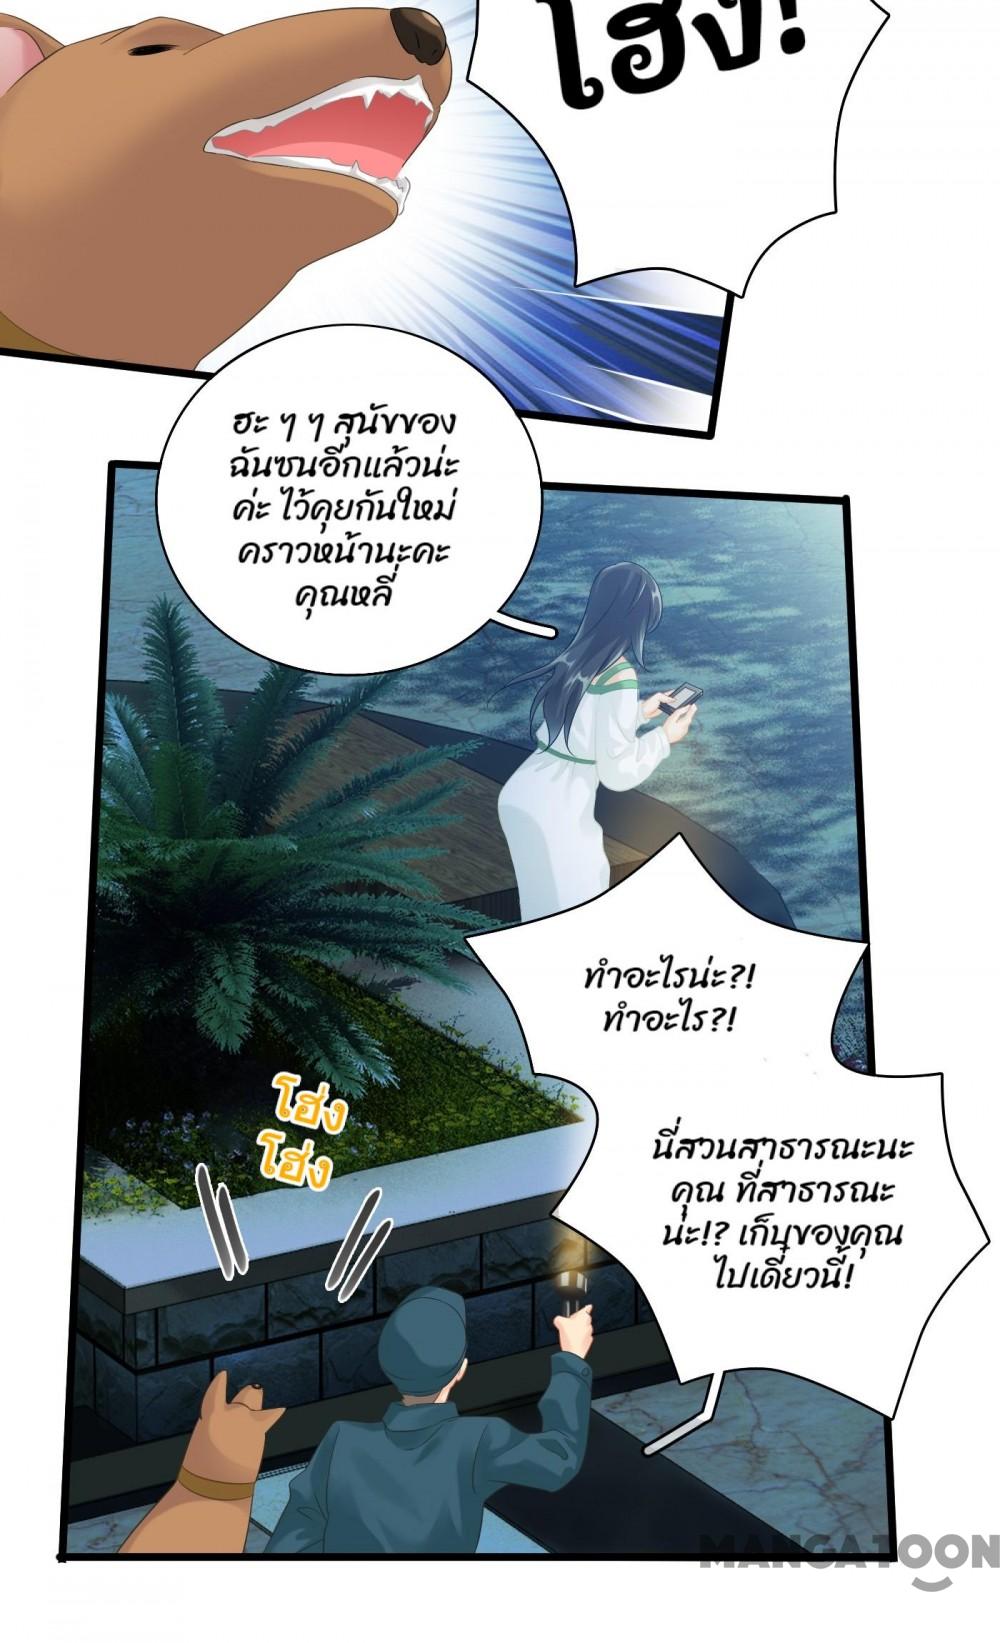 โฮ่ง!
ฮะ ๆ ๆ สุนัขของ
ฉันซนอีกแล้วน่ะ
ค่ะ ไว้คุยกันใหม่
คราวหน้านะคะ
คุณหลี่
ทำอะไรน่ะ?!
ทำอะไร?!
นี่สวนสาธารณะนะ
คุณ ที่สาธารณะ
นะ!? เก็บของคุณ
ไปเดี๋ยวนี้!
โฮ่ง
โฮ่ง
MANGATOON